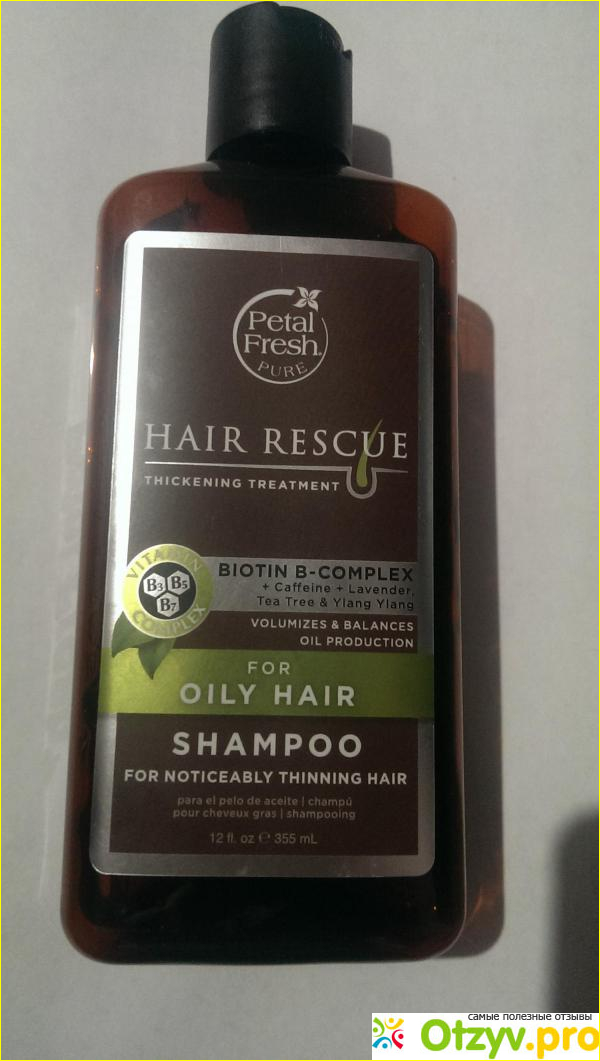 Petal
Fresh®
PURE
HAIR RESCUE
THICKENING TREATMENT
VITAMIN
B3 B5
B7
COMPLEX
BIOTIN B-COMPLEX
+ Caffeine + Lavender,
Tea Tree & Ylang Ylang
VOLUMIZES & BALANCES
OIL PRODUCTION
FOR
OILY HAIR
SHAMPOO
FOR NOTICEABLY THINNING HAIR
para el pelo de aceite | champú
pour cheveux gras | shampooing
12 fl. oz ℮ 355 mL
самые полезные отзывы
Otzyv.pro